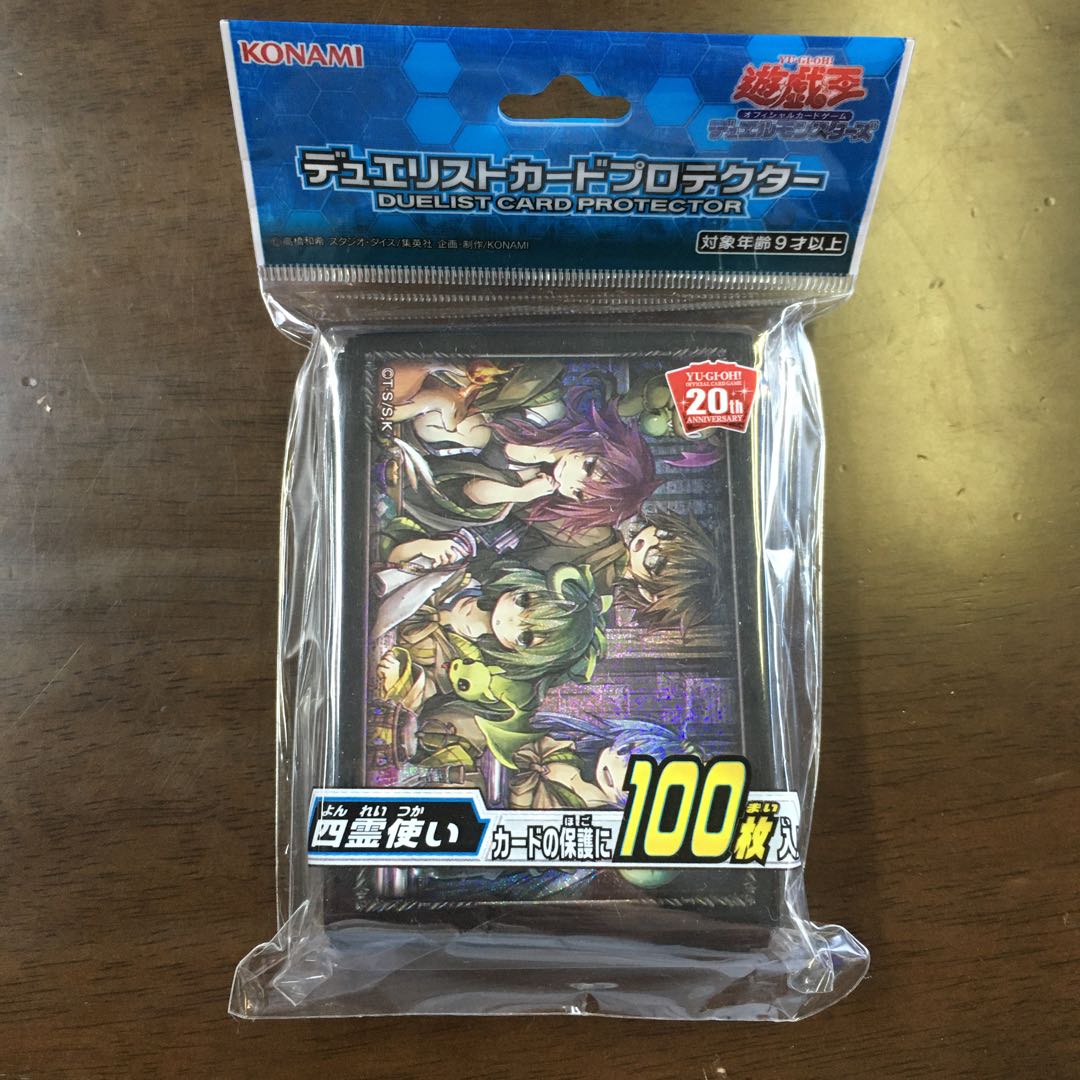 KONAMI
YU-GI-OH!
遊戯王
オフィシャルカードゲーム
デュエルモンスターズ
デュエリストカードプロテクター
DUELIST CARD PROTECTOR
©高橋和希 スタジオ・ダイス/集英社 企画・制作/KONAMI
対象年齢9才以上
©T･S/S･K
YU-GI-OH!
OFFICIAL CARD GAME
20th
ANNIVERSARY
よん れい つか
四霊使い
ほご
まい
カードの保護に100枚入